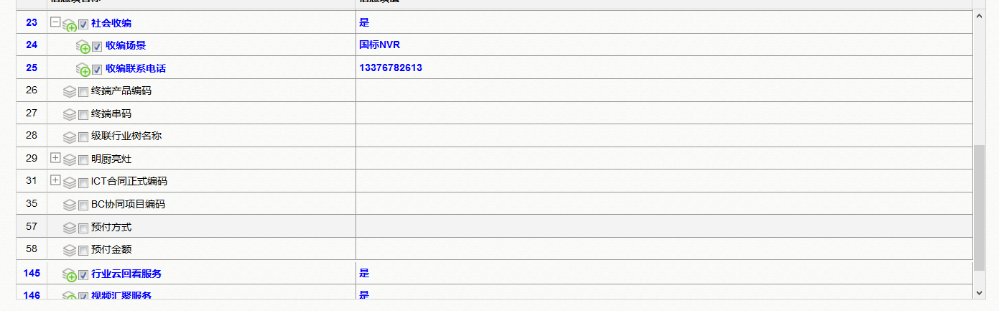 23 社会收编 是
24 收编场景 国标NVR
25 收编联系电话 13376782613
26 终端产品编码
27 终端串码
28 级联行业树名称
29 明厨亮灶
31 ICT合同正式编码
35 BC协同项目编码
57 预付方式
58 预付金额
145 行业云回看服务 是
146 视频汇聚服务 是